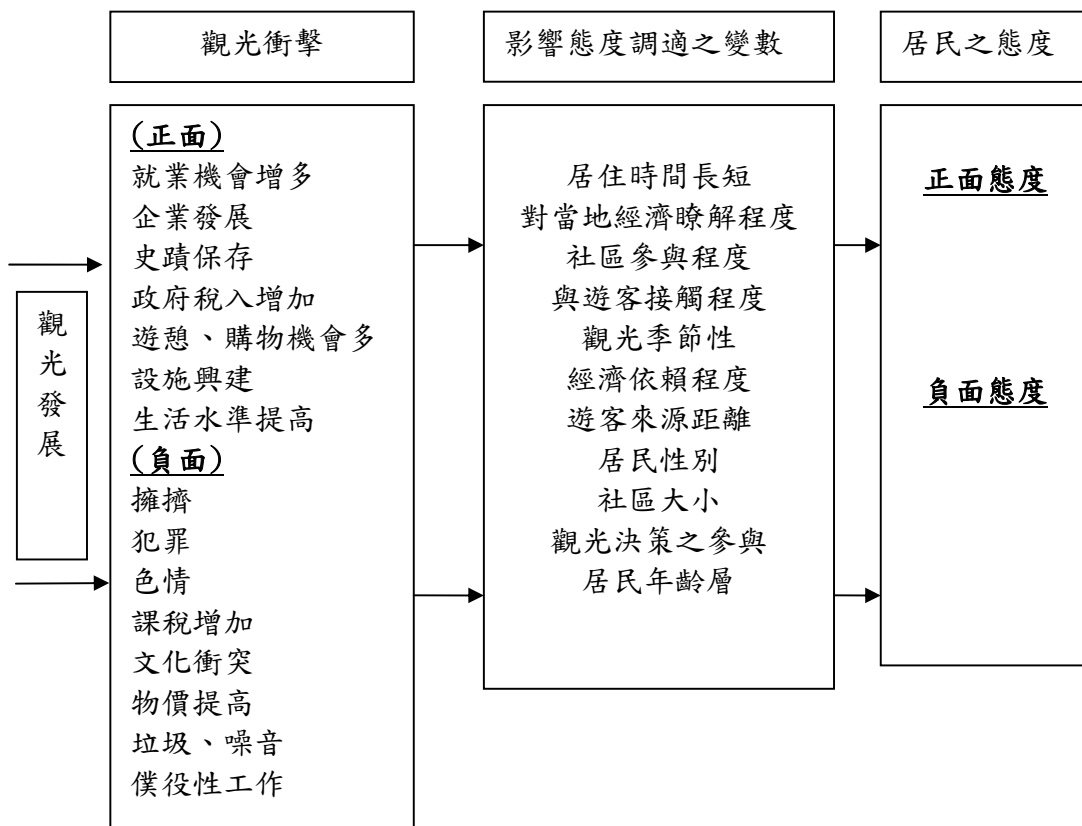 觀光衝擊
影響態度調適之變數
居民之態度
觀光發展
(正面)
就業機會增多
企業發展
史蹟保存
政府稅入增加
遊憩、購物機會多
設施興建
生活水準提高
(負面)
擁擠
犯罪
色情
課稅增加
文化衝突
物價提高
垃圾、噪音
僕役性工作
居住時間長短
對當地經濟瞭解程度
社區參與程度
與遊客接觸程度
觀光季節性
經濟依賴程度
遊客來源距離
居民性別
社區大小
觀光決策之參與
居民年齡層
正面態度
負面態度